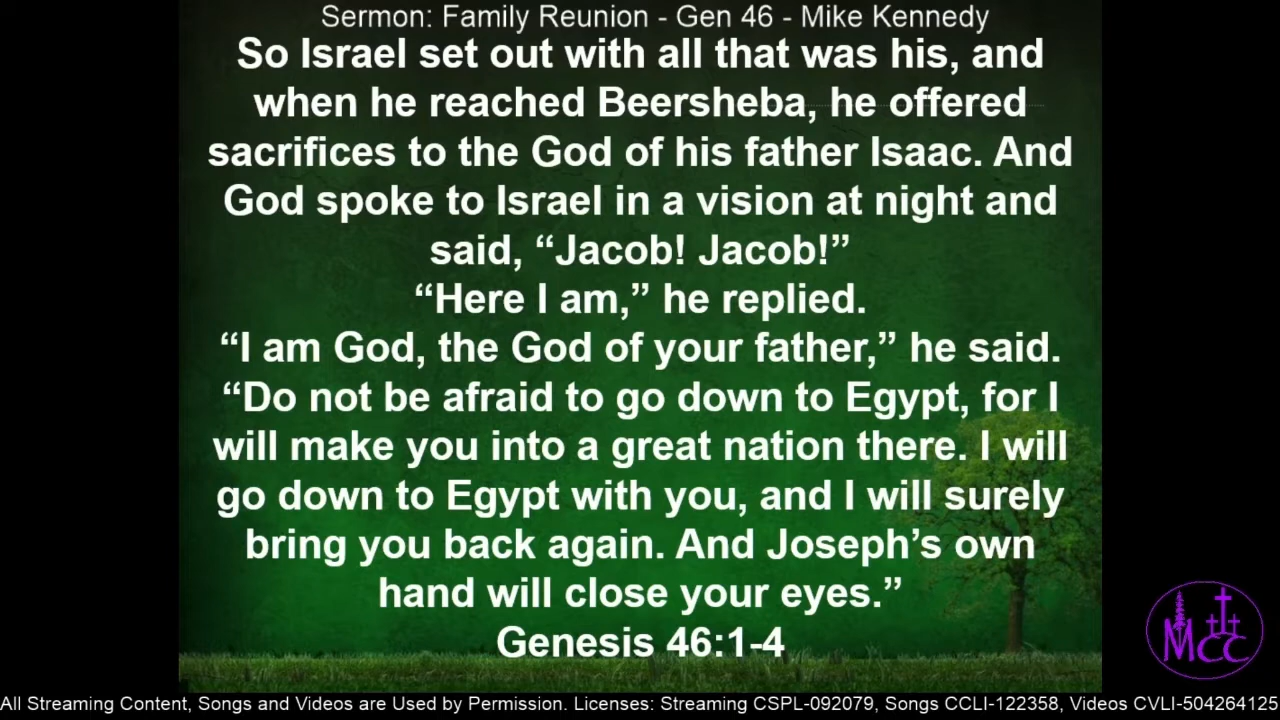 Sermon: Family Reunion - Gen 46 - Mike Kennedy
So Israel set out with all that was his, and
when he reached Beersheba, he offered
sacrifices to the God of his father Isaac. And
God spoke to Israel in a vision at night and
said, “Jacob! Jacob!”
“Here I am,” he replied.
“I am God, the God of your father,” he said.
“Do not be afraid to go down to Egypt, for I
will make you into a great nation there. I will
go down to Egypt with you, and I will surely
bring you back again. And Joseph’s own
hand will close your eyes.”
Genesis 46:1-4
MCC
All Streaming Content, Songs and Videos are Used by Permission. Licenses: Streaming CSPL-092079, Songs CCLI-122358, Videos CVLI-504264125